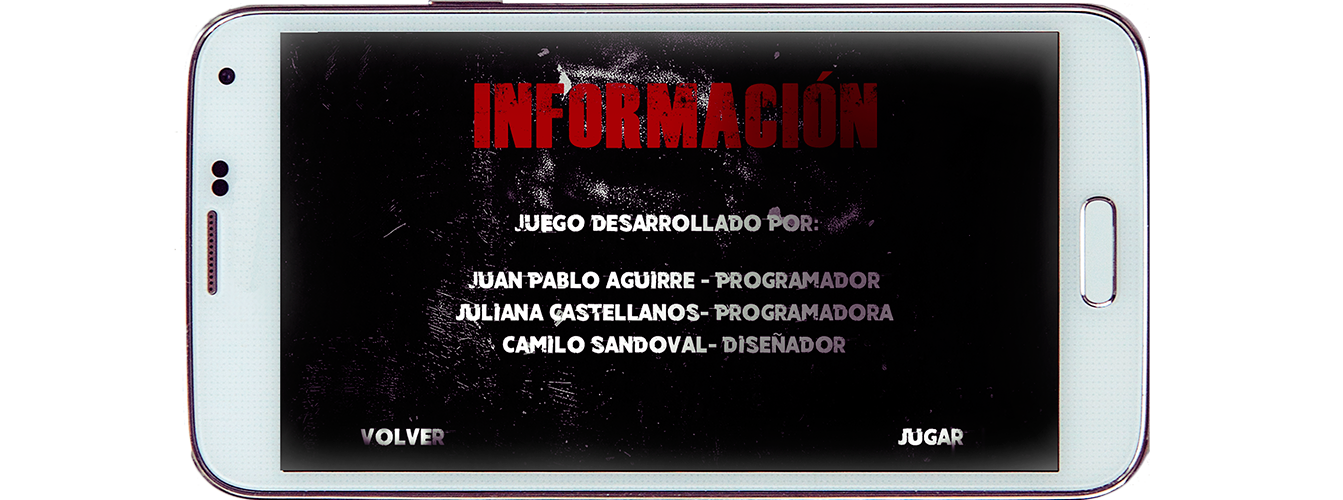 INFORMACIÓN
JUEGO DESARROLLADO POR:
JUAN PABLO AGUIRRE - PROGRAMADOR
JULIANA CASTELLANOS- PROGRAMADORA
CAMILO SANDOVAL- DISEÑADOR
VOLVER JUGAR